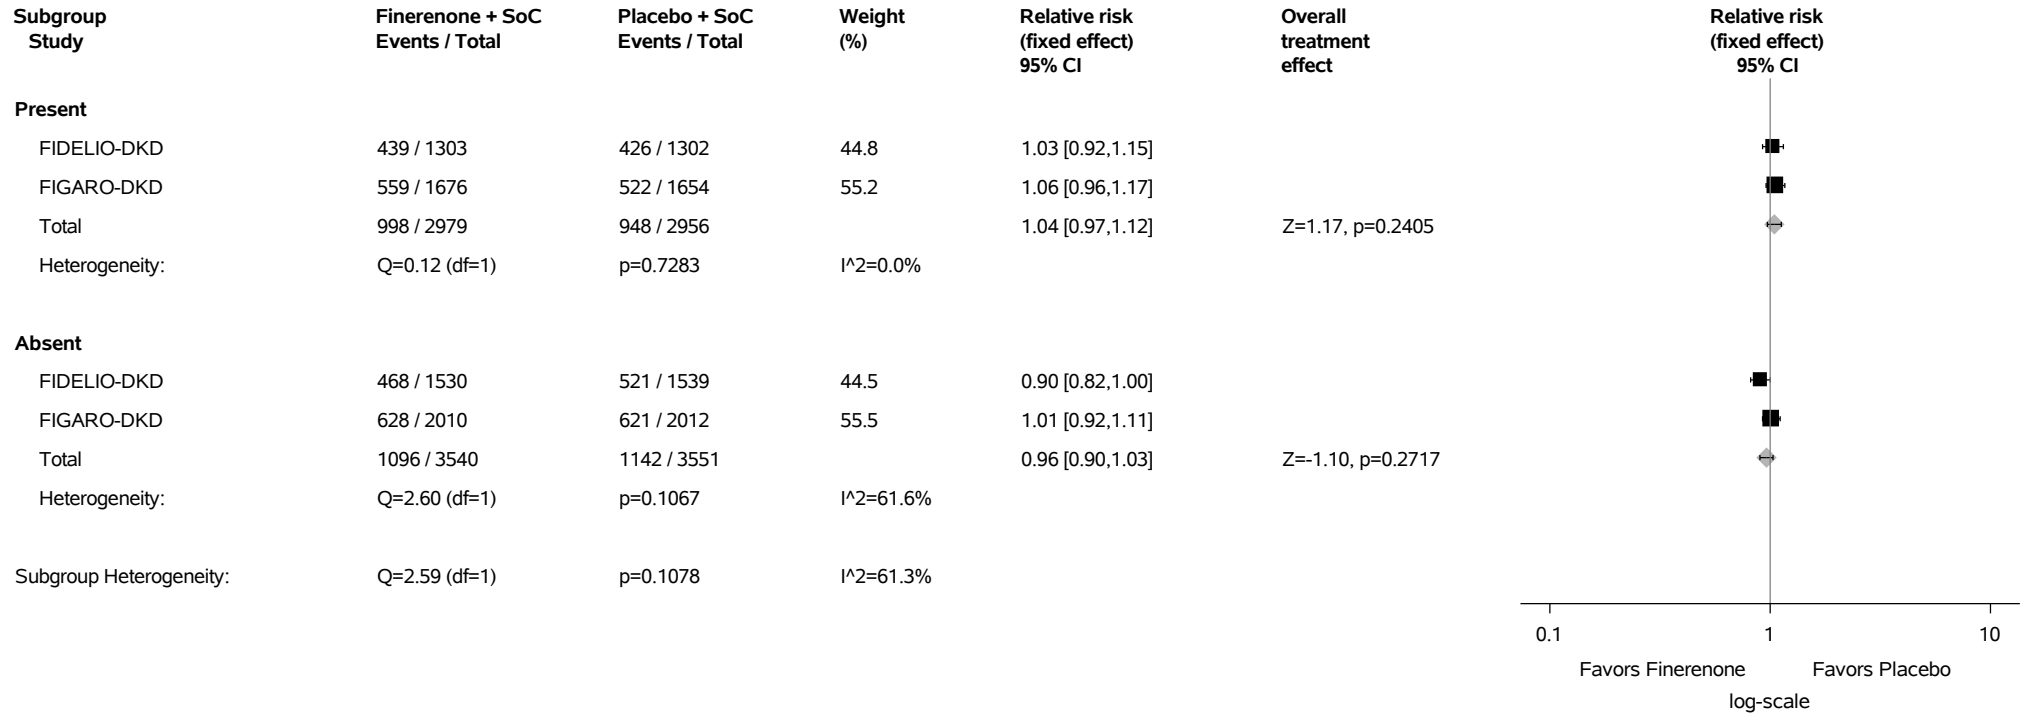 Subgroup Finerenone + SoC Placebo + SoC Weight Relative risk Overall Relative risk
Study Events / Total Events / Total (%) (fixed effect) treatment (fixed effect)
95% CI effect 95% CI
Present
FIDELIO-DKD 439 / 1303 426 / 1302 44.8 1.03 [0.92,1.15]
FIGARO-DKD 559 / 1676 522 / 1654 55.2 1.06 [0.96,1.17]
Total 998 / 2979 948 / 2956 1.04 [0.97,1.12] Z=1.17, p=0.2405
Heterogeneity: Q=0.12 (df=1) p=0.7283 I^2=0.0%
Absent
FIDELIO-DKD 468 / 1530 521 / 1539 44.5 0.90 [0.82,1.00]
FIGARO-DKD 628 / 2010 621 / 2012 55.5 1.01 [0.92,1.11]
Total 1096 / 3540 1142 / 3551 0.96 [0.90,1.03] Z=-1.10, p=0.2717
Heterogeneity: Q=2.60 (df=1) p=0.1067 I^2=61.6%
Subgroup Heterogeneity: Q=2.59 (df=1) p=0.1078 I^2=61.3%
0.1 1 10
Favors Finerenone Favors Placebo
log-scale